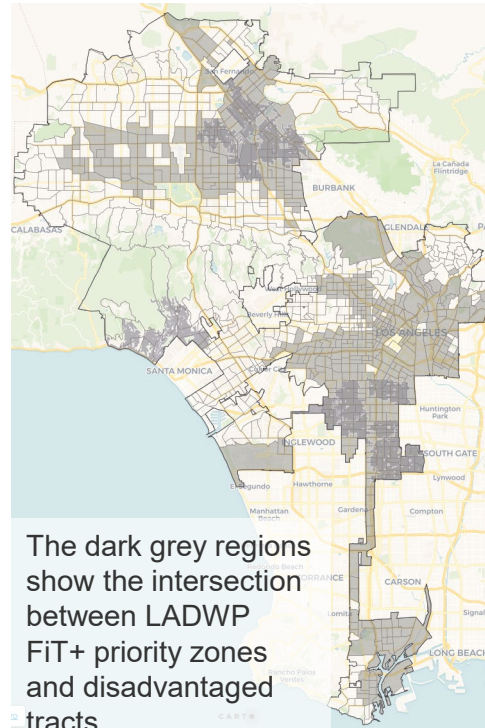 San Fernando
La Cañada
Flintridge
BURBANK
CALABASAS
GLENDALE
West Hollywood
Beverly Hills
LOS ANGELES
SANTA MONICA
Culver City
Huntington
Park
INGLEWOOD
SOUTH GATE
Lynwood
El Segundo
Hawthorne
Manhattan
Beach
Gardena
Compton
The dark grey regions
show the intersection
between LADWP
FiT+ priority zones
and disadvantaged
tracts
Redondo Beach
TORRANCE
CARSON
Lomita
Signal
LONG BEACH
Rancho Palos
Verdes
CARTO